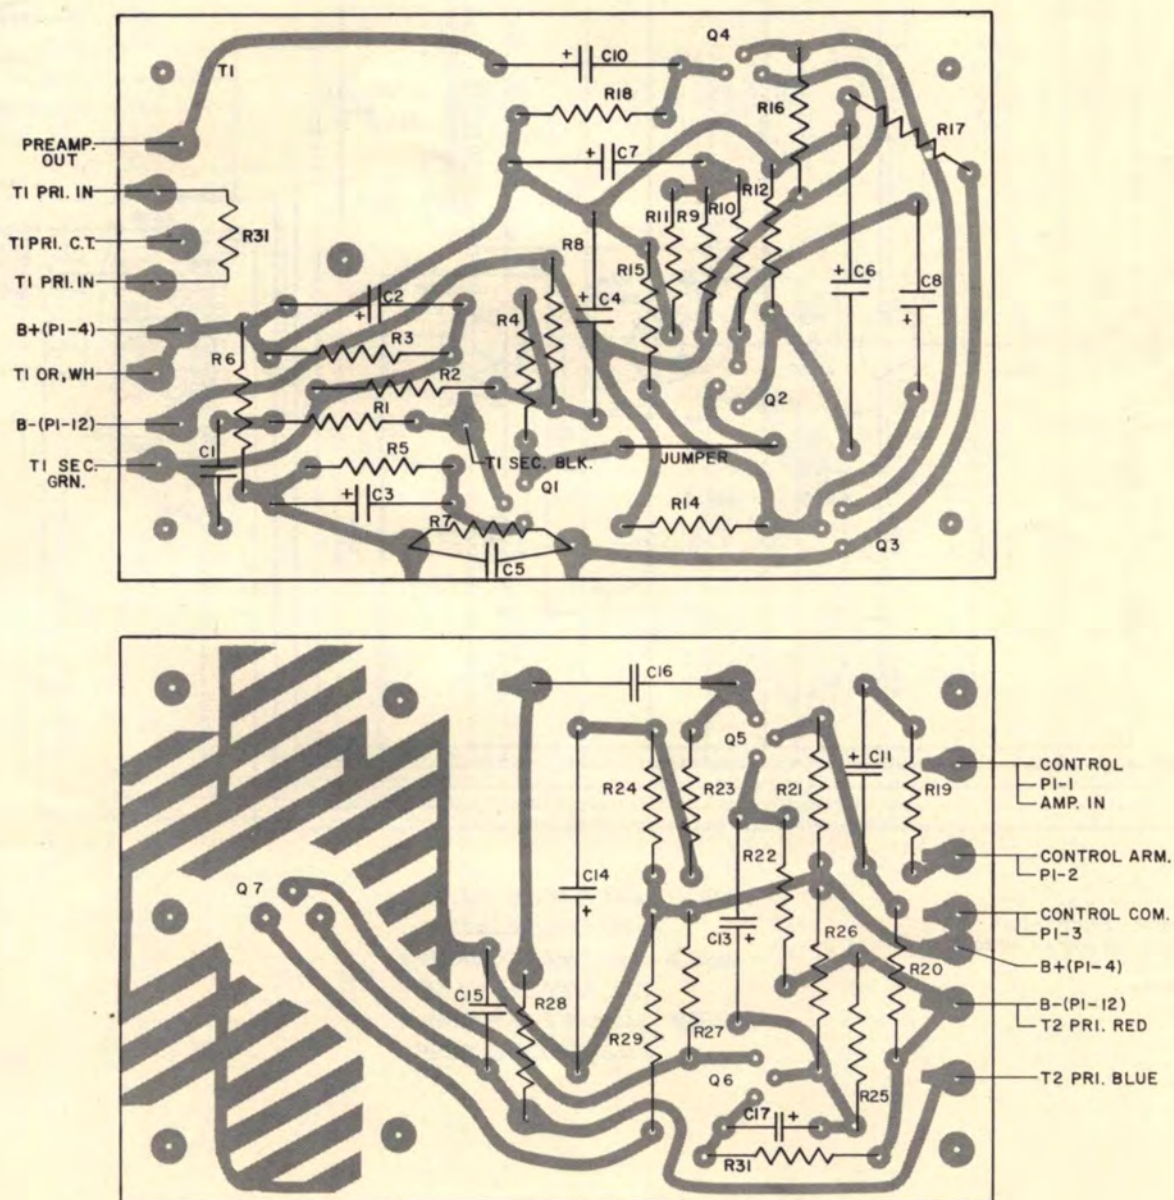 T1
C10
Q4
R18
R16
R17
PREAMP.
OUT
C7
T1 PRI. IN
R12
R11
R9
R10
R31
T1 PRI. C.T.
R8
R15
T1 PRI. IN
C6
C8
C2
C4
B+(P1-4)
R4
R3
R6
T1 OR, WH
R2
Q2
R1
B-(P1-12)
C1
R5
T1 SEC. BLK.
JUMPER
T1 SEC.
GRN.
Q1
C3
R14
R7
Q3
C5
C16
Q5
C11
CONTROL
P1-1
AMP. IN
R24
R23
R21
R19
R22
CONTROL ARM.
P1-2
C14
Q7
CONTROL COM.
P1-3
C13
R26
R20
B+(P1-4)
C15
R28
B-(P1-12)
T2 PRI. RED
R29
R27
Q6
T2 PRI. BLUE
R25
C17
R31